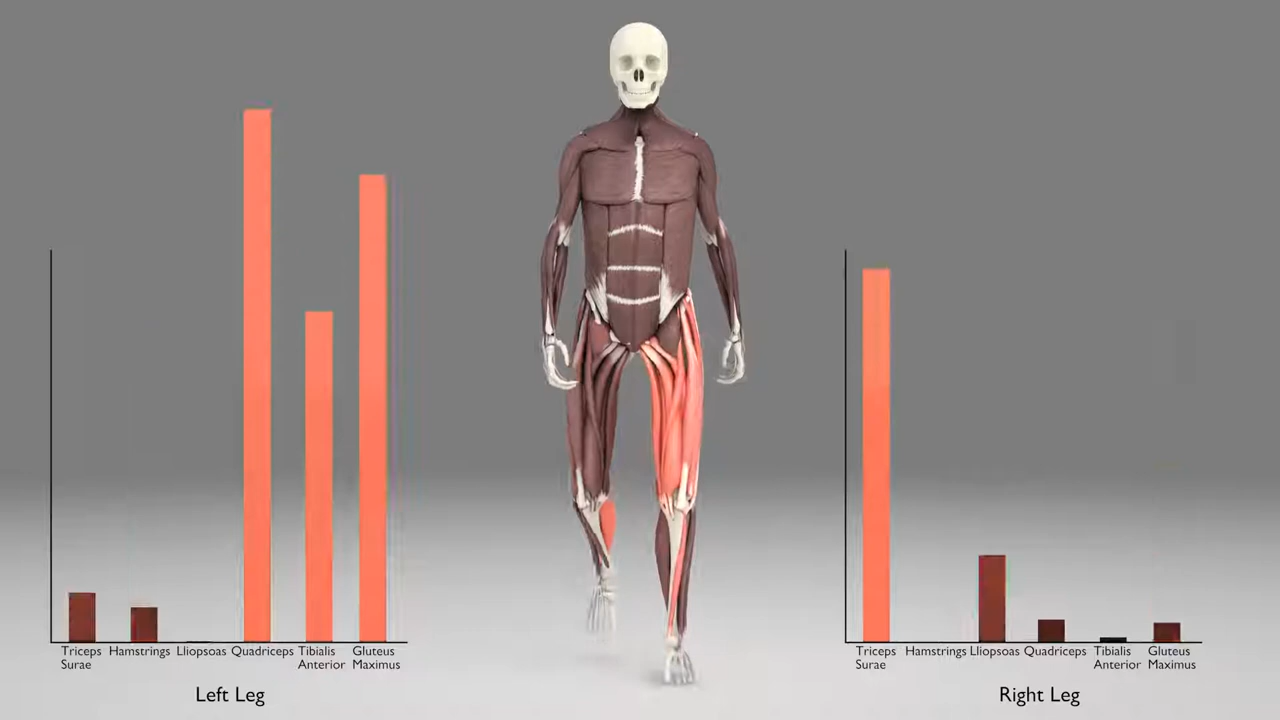 Triceps Surae
Hamstrings
Lliopsoas
Quadriceps
Tibialis Anterior
Gluteus Maximus
Left Leg
Triceps Surae
Hamstrings
Lliopsoas
Quadriceps
Tibialis Anterior
Gluteus Maximus
Right Leg